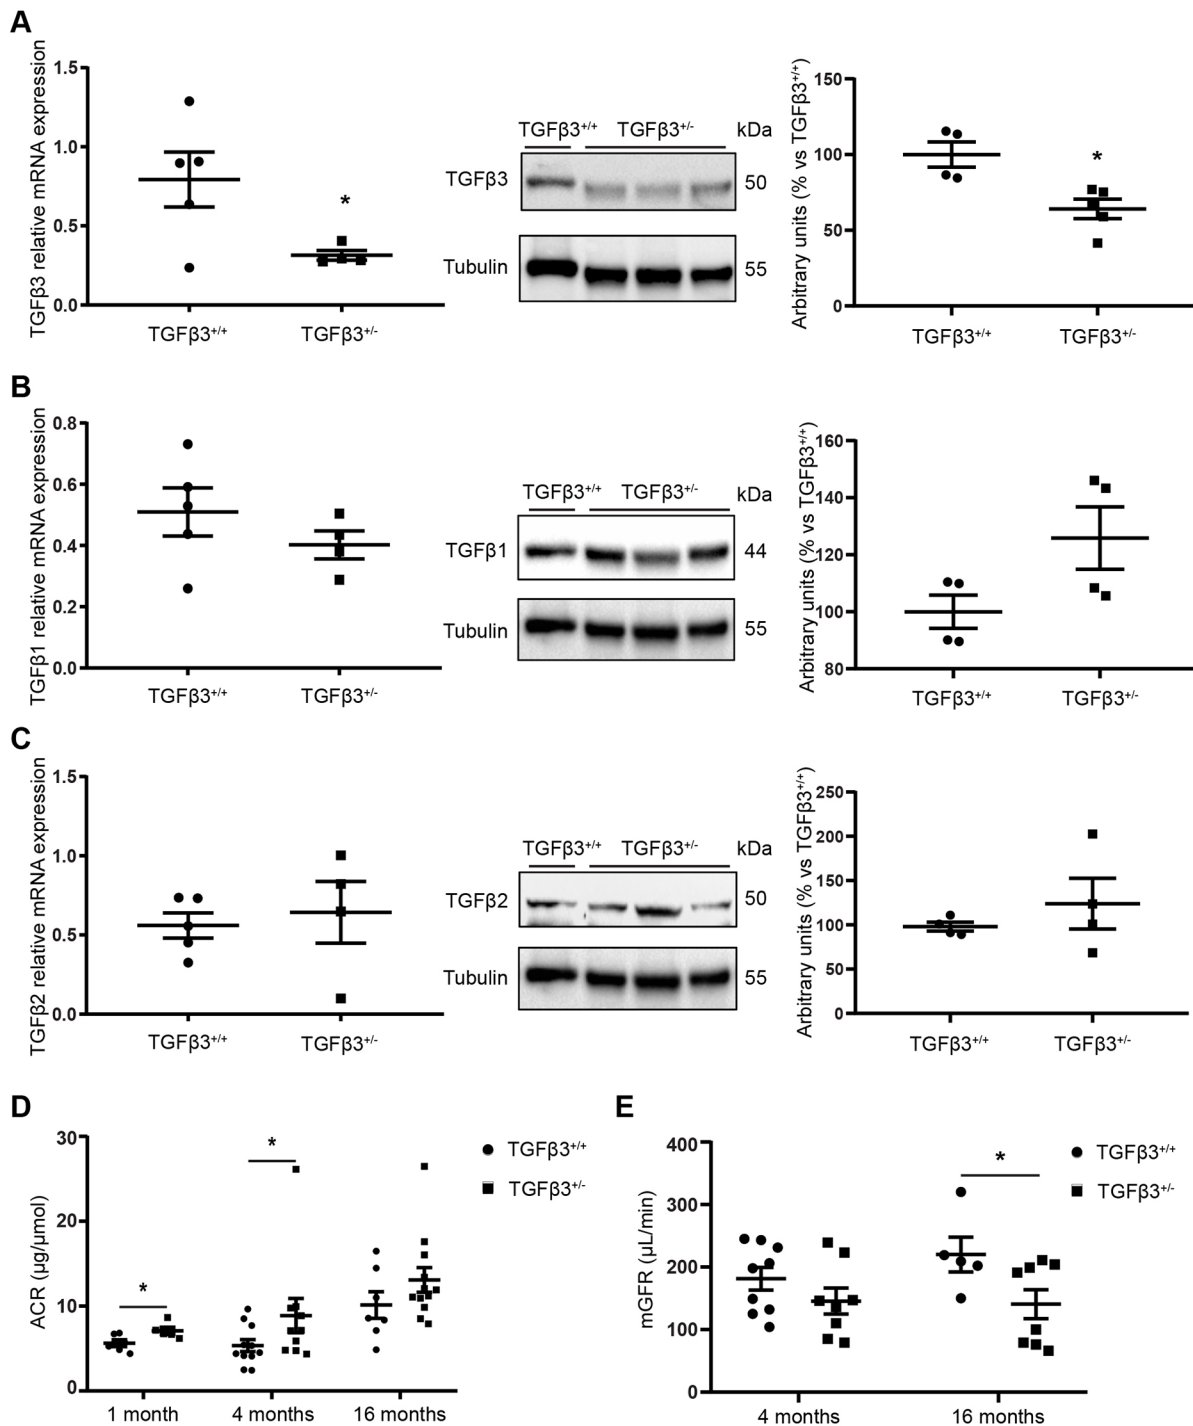 A
TGFβ3 relative mRNA expression
1.5
1.0
0.5
0.0
TGFβ3+/+ TGFβ3+/-
*
TGFβ3+/+ TGFβ3+/- kDa
TGFβ3 50
Tubulin 55
Arbitrary units (% vs TGFβ3+/+)
150
100
50
0
*
TGFβ3+/+ TGFβ3+/-
B
TGFβ1 relative mRNA expression
0.8
0.6
0.4
0.2
0.0
TGFβ3+/+ TGFβ3+/-
TGFβ3+/+ TGFβ3+/- kDa
TGFβ1 44
Tubulin 55
Arbitrary units (% vs TGFβ3+/+)
160
140
120
100
80
TGFβ3+/+ TGFβ3+/-
C
TGFβ2 relative mRNA expression
1.5
1.0
0.5
0.0
TGFβ3+/+ TGFβ3+/-
TGFβ3+/+ TGFβ3+/- kDa
TGFβ2 50
Tubulin 55
Arbitrary units (% vs TGFβ3+/+)
250
200
150
100
50
0
TGFβ3+/+ TGFβ3+/-
D
ACR (µg/µmol)
30
20
10
0
*
*
1 month 4 months 16 months
TGFβ3+/+
TGFβ3+/-
E
mGFR (µL/min)
400
300
200
100
0
*
4 months 16 months
TGFβ3+/+
TGFβ3+/-